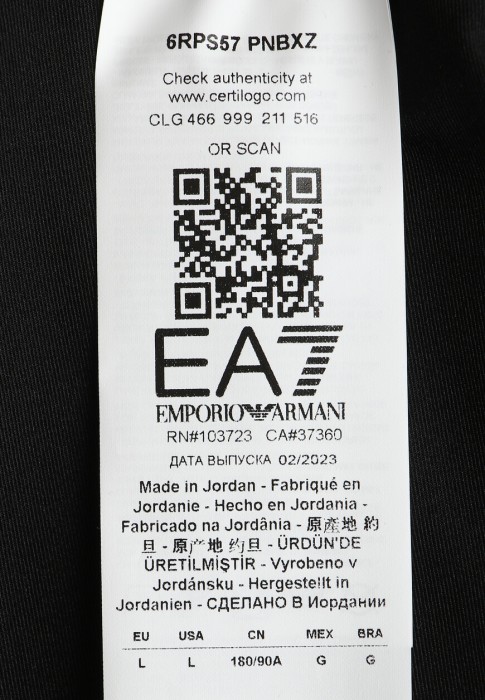 6RPS57 PNBXZ
Check authenticity at
www.certilogo.com
CLG 466 999 211 516
OR SCAN
EA7
EMPORIO ARMANI
RN#103723 CA#37360
ДАТА ВЫПУСКА 02/2023
Made in Jordan - Fabriqué en
Jordanie - Hecho en Jordania -
Fabricado na Jordânia - 原產地 約
旦 - 原产地 约旦 - ÜRDÜN'DE
ÜRETİLMİŞTİR - Vyrobeno v
Jordánsku - Hergestellt in
Jordanien - СДЕЛАНО В Иордании
EU USA CN MEX BRA
L L 180/90A G G